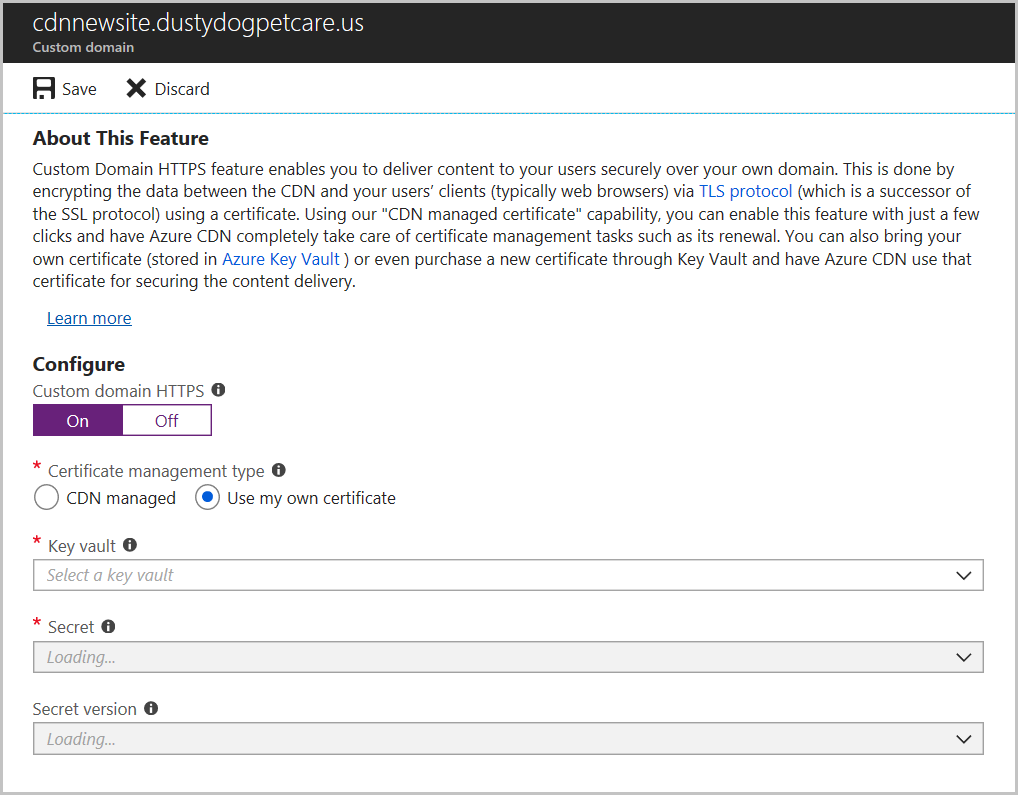 cdnnewsite.dustydogpetcare.us
Custom domain
Save Discard
About This Feature
Custom Domain HTTPS feature enables you to deliver content to your users securely over your own domain. This is done by
encrypting the data between the CDN and your users’ clients (typically web browsers) via TLS protocol (which is a successor of
the SSL protocol) using a certificate. Using our "CDN managed certificate" capability, you can enable this feature with just a few
clicks and have Azure CDN completely take care of certificate management tasks such as its renewal. You can also bring your
own certificate (stored in Azure Key Vault ) or even purchase a new certificate through Key Vault and have Azure CDN use that
certificate for securing the content delivery.
Learn more
Configure
Custom domain HTTPS
On Off
* Certificate management type
CDN managed Use my own certificate
* Key vault
Select a key vault
* Secret
Loading...
Secret version
Loading...